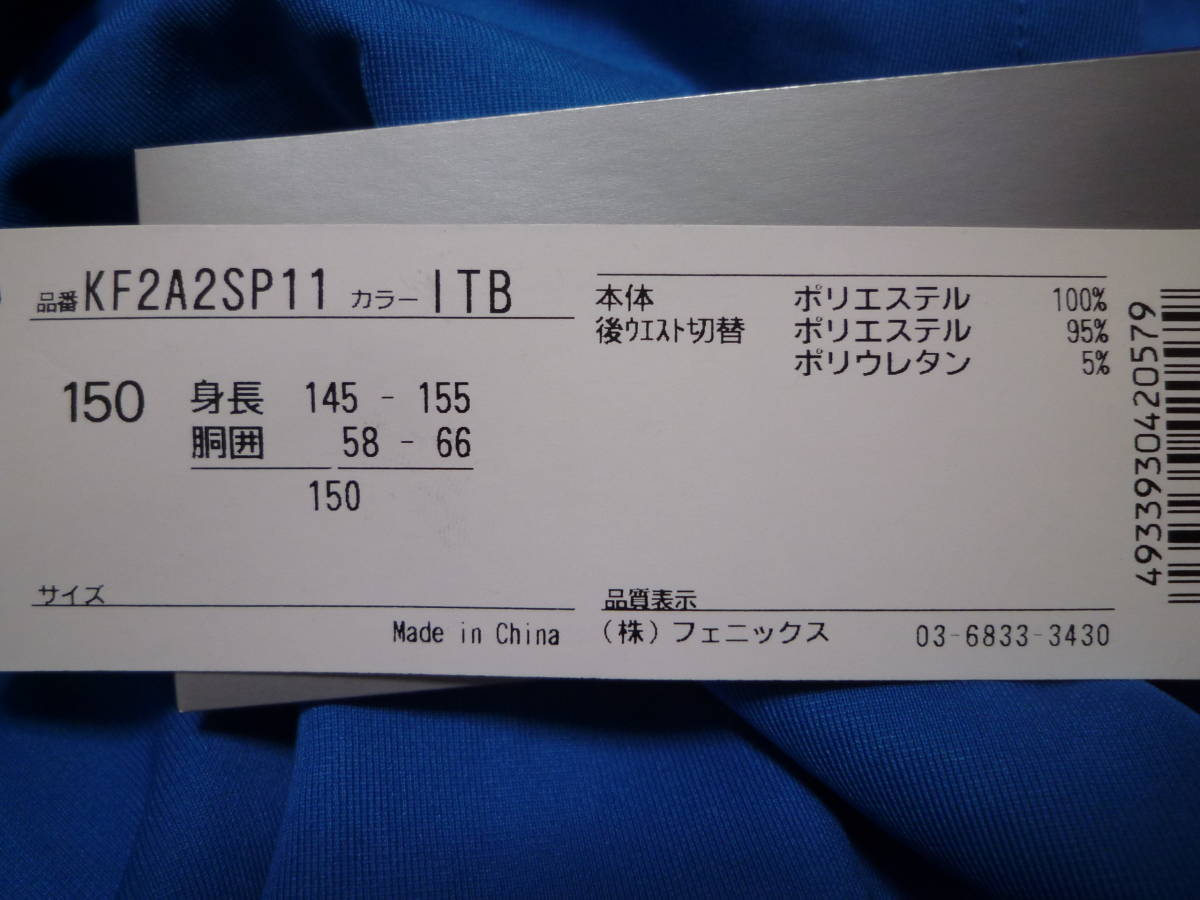 品番 KF2A2SP11 カラー ITB
150
身長 145 - 155
胴囲 58 - 66
150
サイズ
Made in China
本体 ポリエステル 100%
後ウエスト切替 ポリエステル 95%
ポリウレタン 5%
品質表示
(株)フェニックス 03-6833-3430
4933930420579